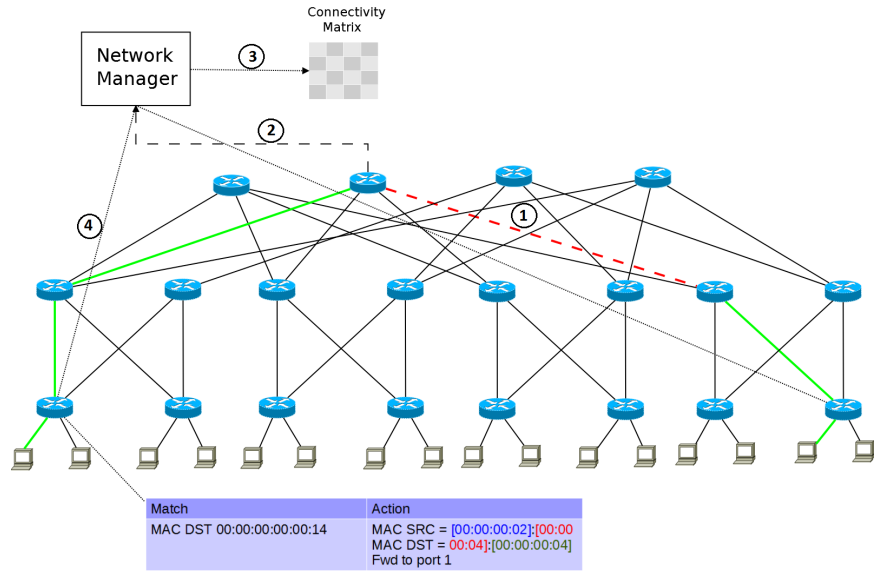 Connectivity
Matrix
Network
Manager
3
2
1
4
Match
Action
MAC DST 00:00:00:00:00:14
MAC SRC = [00:00:00:02]:[00:00
MAC DST = 00:04]:[00:00:00:04]
Fwd to port 1